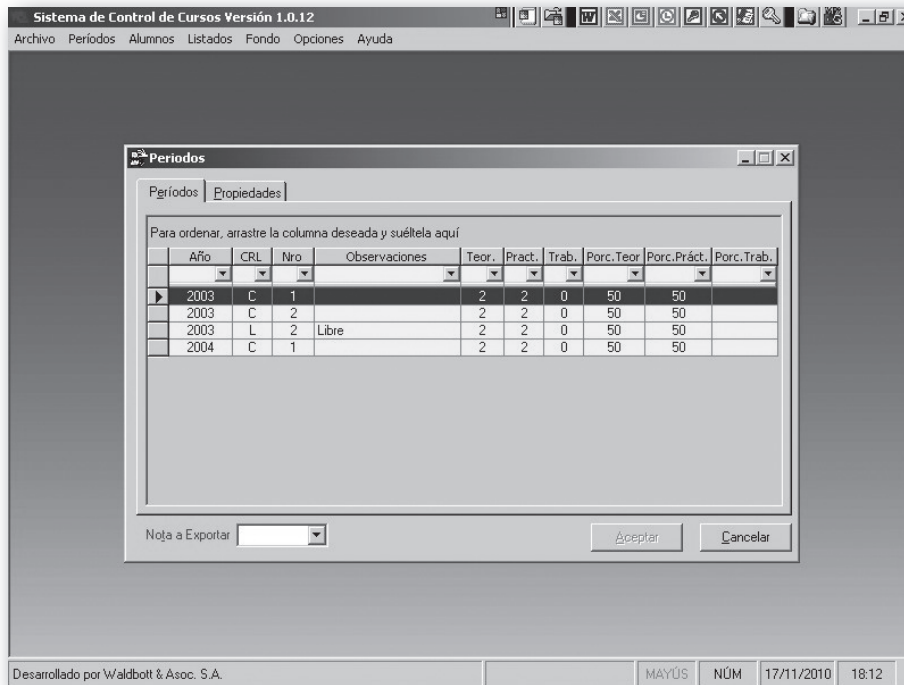 Sistema de Control de Cursos Versión 1.0.12
Archivo Períodos Alumnos Listados Fondo Opciones Ayuda
Periodos
Períodos Propiedades
Para ordenar, arrastre la columna deseada y suéltela aquí
Año CRL Nro Observaciones Teor. Pract. Trab. Porc.Teor Porc.Práct. Porc.Trab.
2003 C 1 2 2 0 50 50
2003 C 2 2 2 0 50 50
2003 L 2 Libre 2 2 0 50 50
2004 C 1 2 2 0 50 50
Nota a Exportar Aceptar Cancelar
Desarrollado por Waldbott & Asoc. S.A. MAYÚS NÚM 17/11/2010 18:12